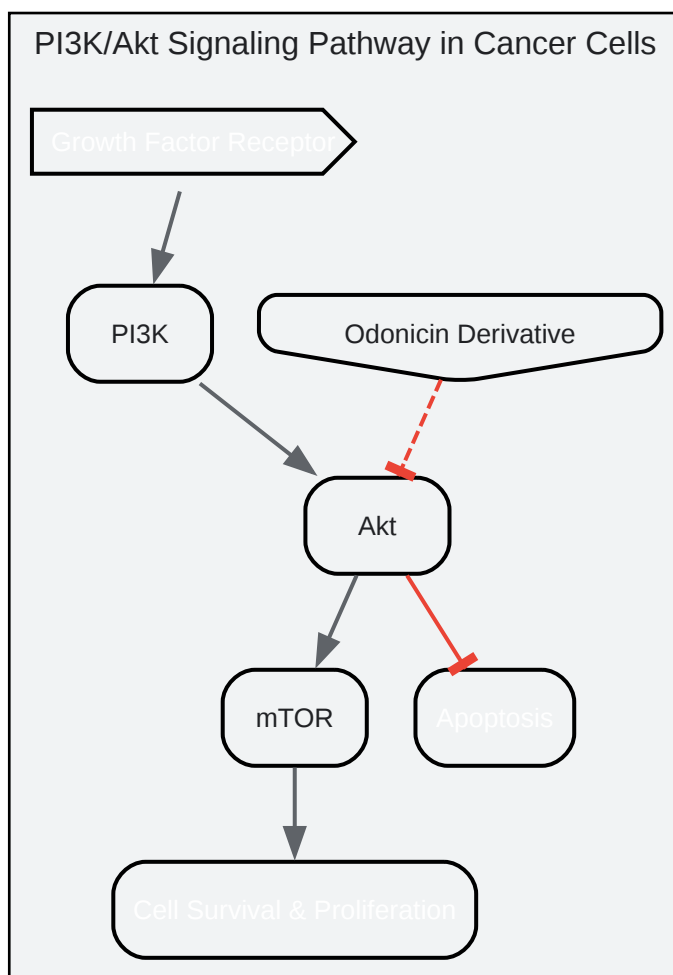 PI3K/Akt Signaling Pathway in Cancer Cells
Growth Factor Receptor
PI3K
Odonicin Derivative
Akt
mTOR
Apoptosis
Cell Survival & Proliferation